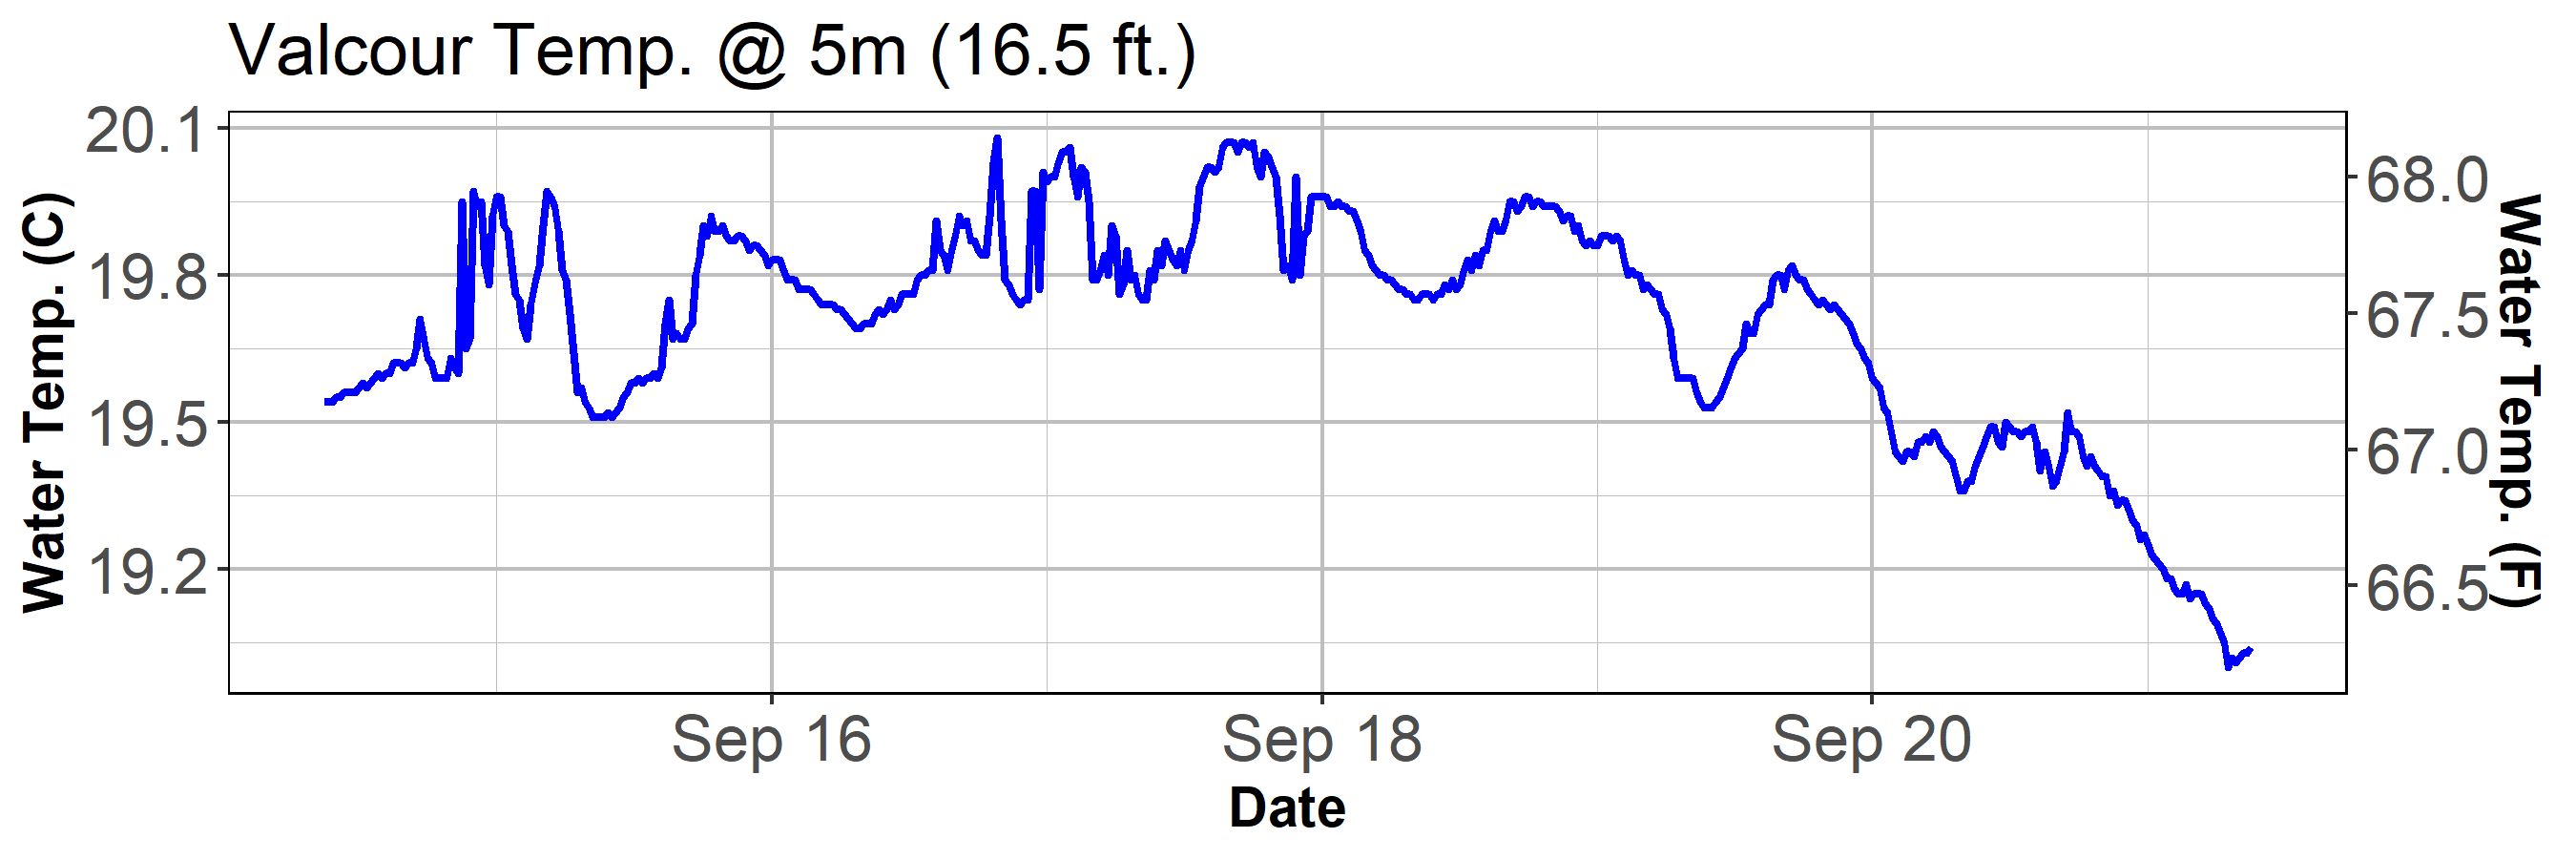 Valcour Temp. @ 5m (16.5 ft.)
Water Temp. (C)
20.1
19.8
19.5
19.2
68.0
67.5
67.0
66.5
Water Temp. (F)
Sep 16
Sep 18
Sep 20
Date